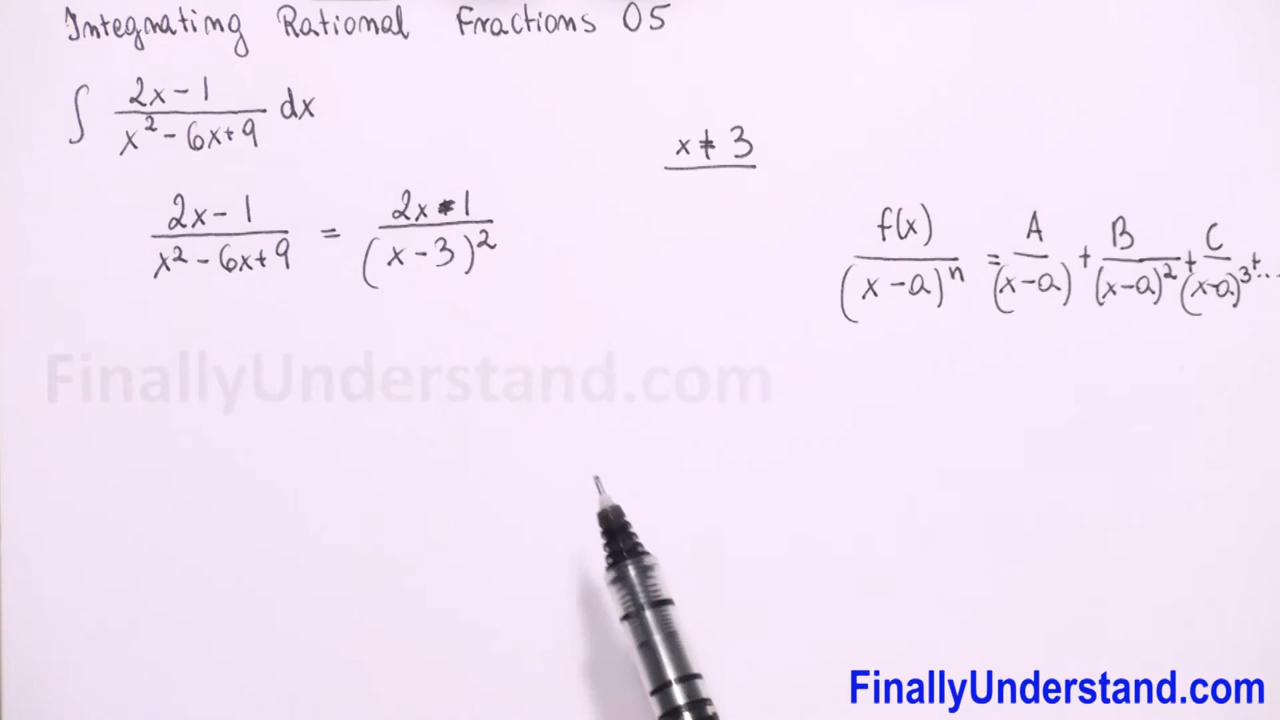 Integrating Rational Fractions 05
∫ (2x-1)/(x²-6x+9) dx
x ≠ 3
(2x-1)/(x²-6x+9) = (2x-1)/(x-3)²
f(x)/(x-a)ⁿ = A/(x-a) + B/(x-a)² + C/(x-a)³ + ...
FinallyUnderstand.com
FinallyUnderstand.com